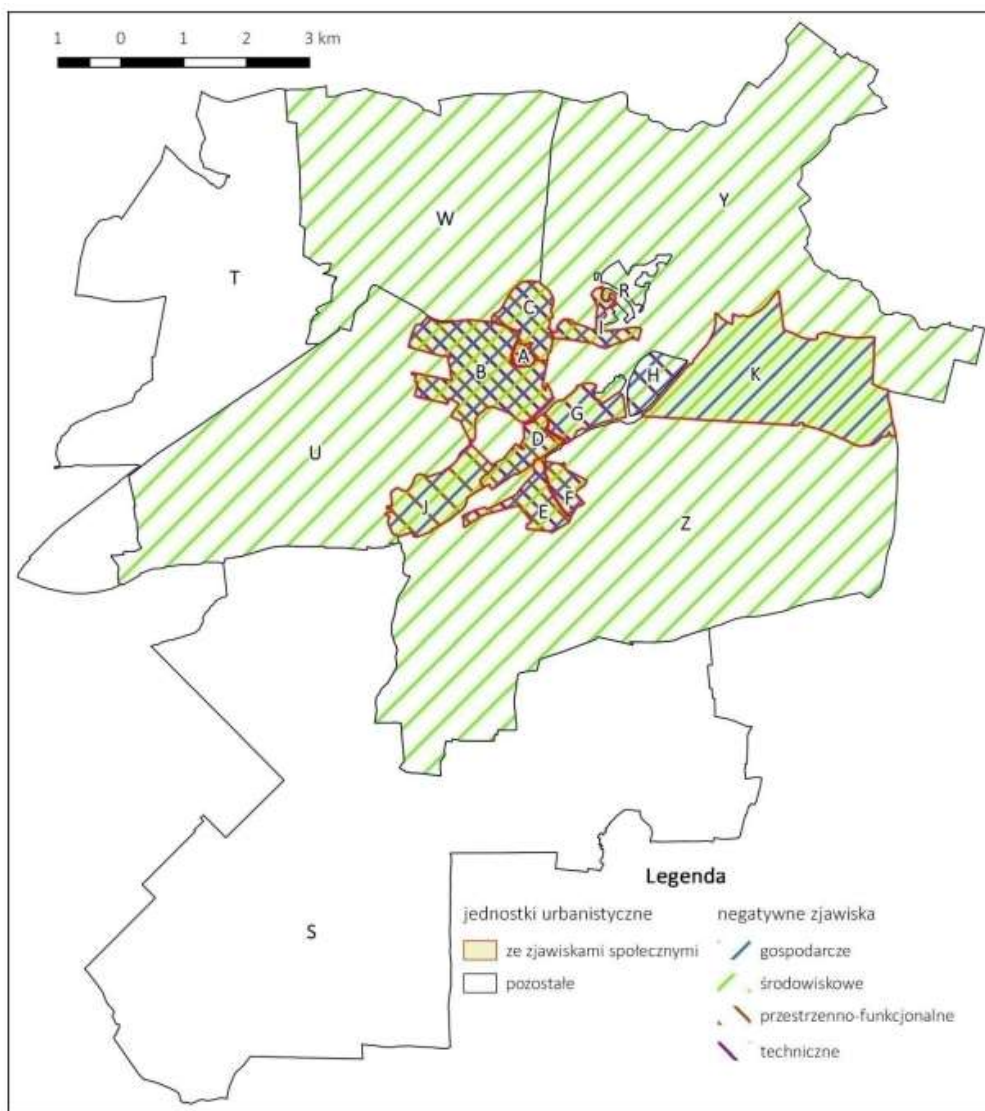 1 0 1 2 3 km
W
Y
T
R
C
I
A
B
H
K
G
U
D
J
F
E
Z
S
Legenda
jednostki urbanistyczne
ze zjawiskami społecznymi
pozostałe
negatywne zjawiska
gospodarcze
środowiskowe
przestrzenno-funkcjonalne
techniczne